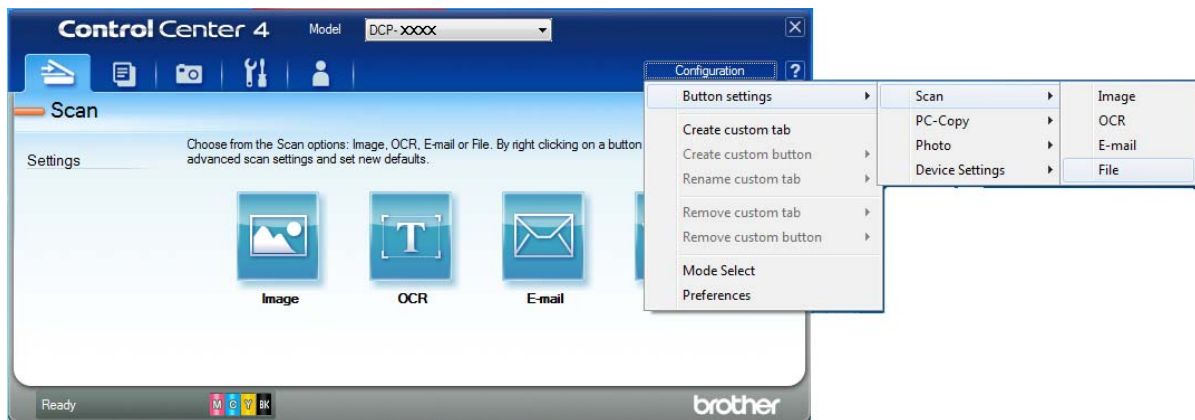 Control Center 4
Model
DCP-XXXX
X
Configuration
?
Scan
Settings
Choose from the Scan options: Image, OCR, E-mail or File. By right clicking on a button
advanced scan settings and set new defaults.
T
Image
OCR
E-mail
Button settings
Create custom tab
Create custom button
Rename custom tab
Remove custom tab
Remove custom button
Mode Select
Preferences
Scan
PC-Copy
Photo
Device Settings
Image
OCR
E-mail
File
Ready
M C Y BK
brother